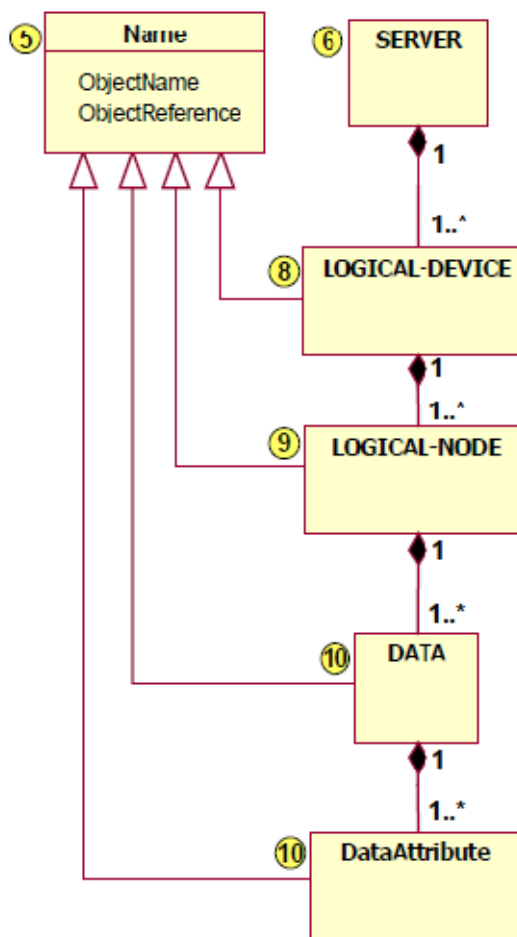 5
Name
ObjectName
ObjectReference
6
SERVER
1
1..^
8
LOGICAL-DEVICE
1
1..^
9
LOGICAL-NODE
1
1..*
10
DATA
1
1..*
10
DataAttribute